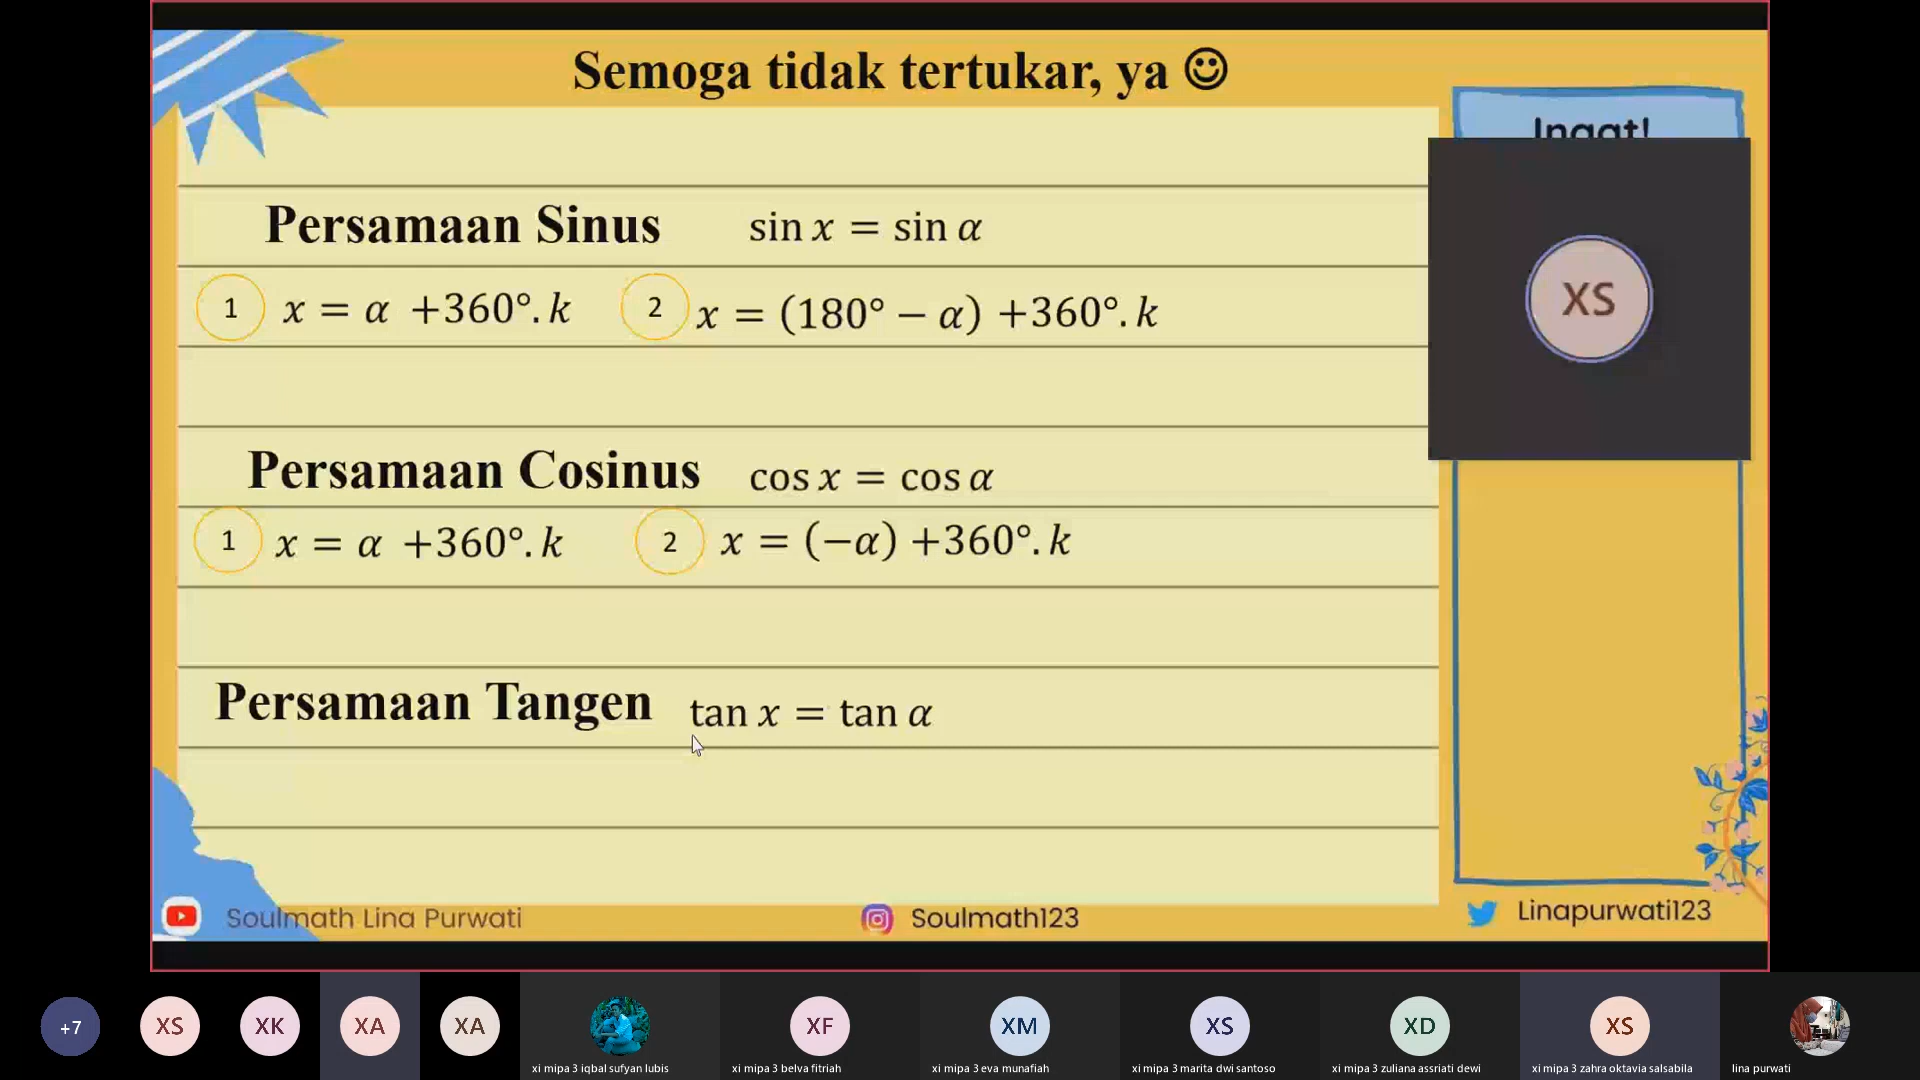 Semoga tidak tertukar, ya ☺
Ingat!
XS
Persamaan Sinus sin x = sin α
1 x = α +360°. k 2 x = (180° − α) +360°. k
Persamaan Cosinus cos x = cos α
1 x = α +360°. k 2 x = (−α) +360°. k
Persamaan Tangen tan x = tan α
Soulmath Lina Purwati Soulmath123 Linapurwati123
+7 XS XK XA XA XF XM XS XD XS
xi mipa 3 iqbal sufyan lubis xi mipa 3 belva fitriah xi mipa 3 eva munafiah xi mipa 3 marita dwi santoso xi mipa 3 zuliana assriati dewi xi mipa 3 zahra oktavia salsabila lina purwati